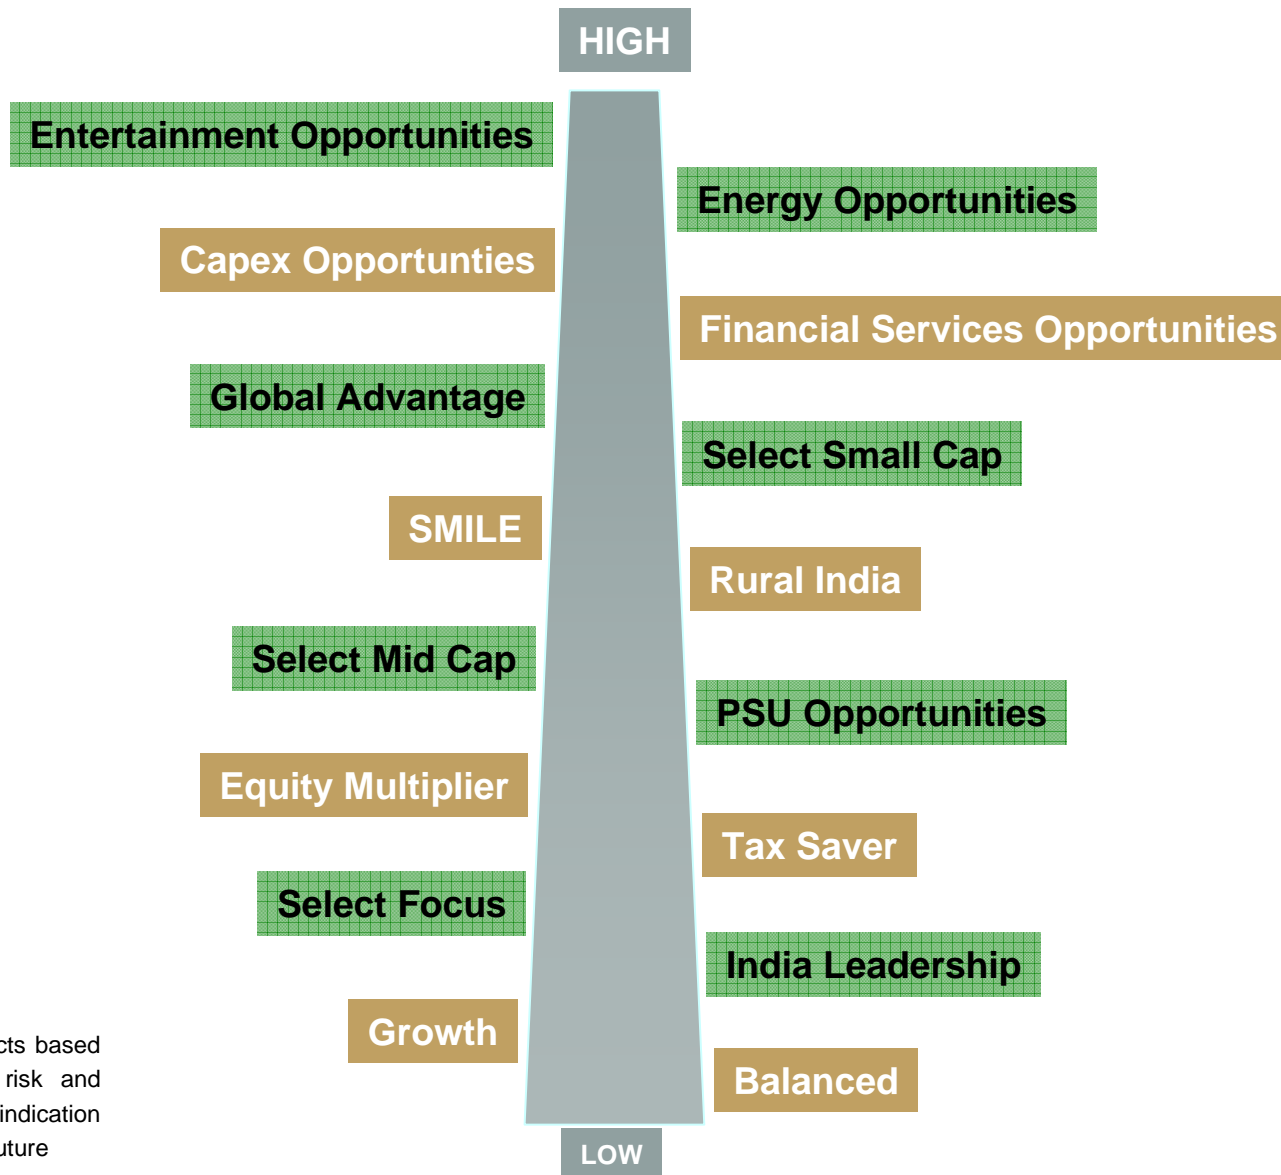 HIGH
Entertainment Opportunities
Energy Opportunities
Capex Opportunties
Financial Services Opportunities
Global Advantage
Select Small Cap
SMILE
Rural India
Select Mid Cap
PSU Opportunities
Equity Multiplier
Tax Saver
Select Focus
India Leadership
Growth
Balanced
cts based
risk and
indication
uture
LOW